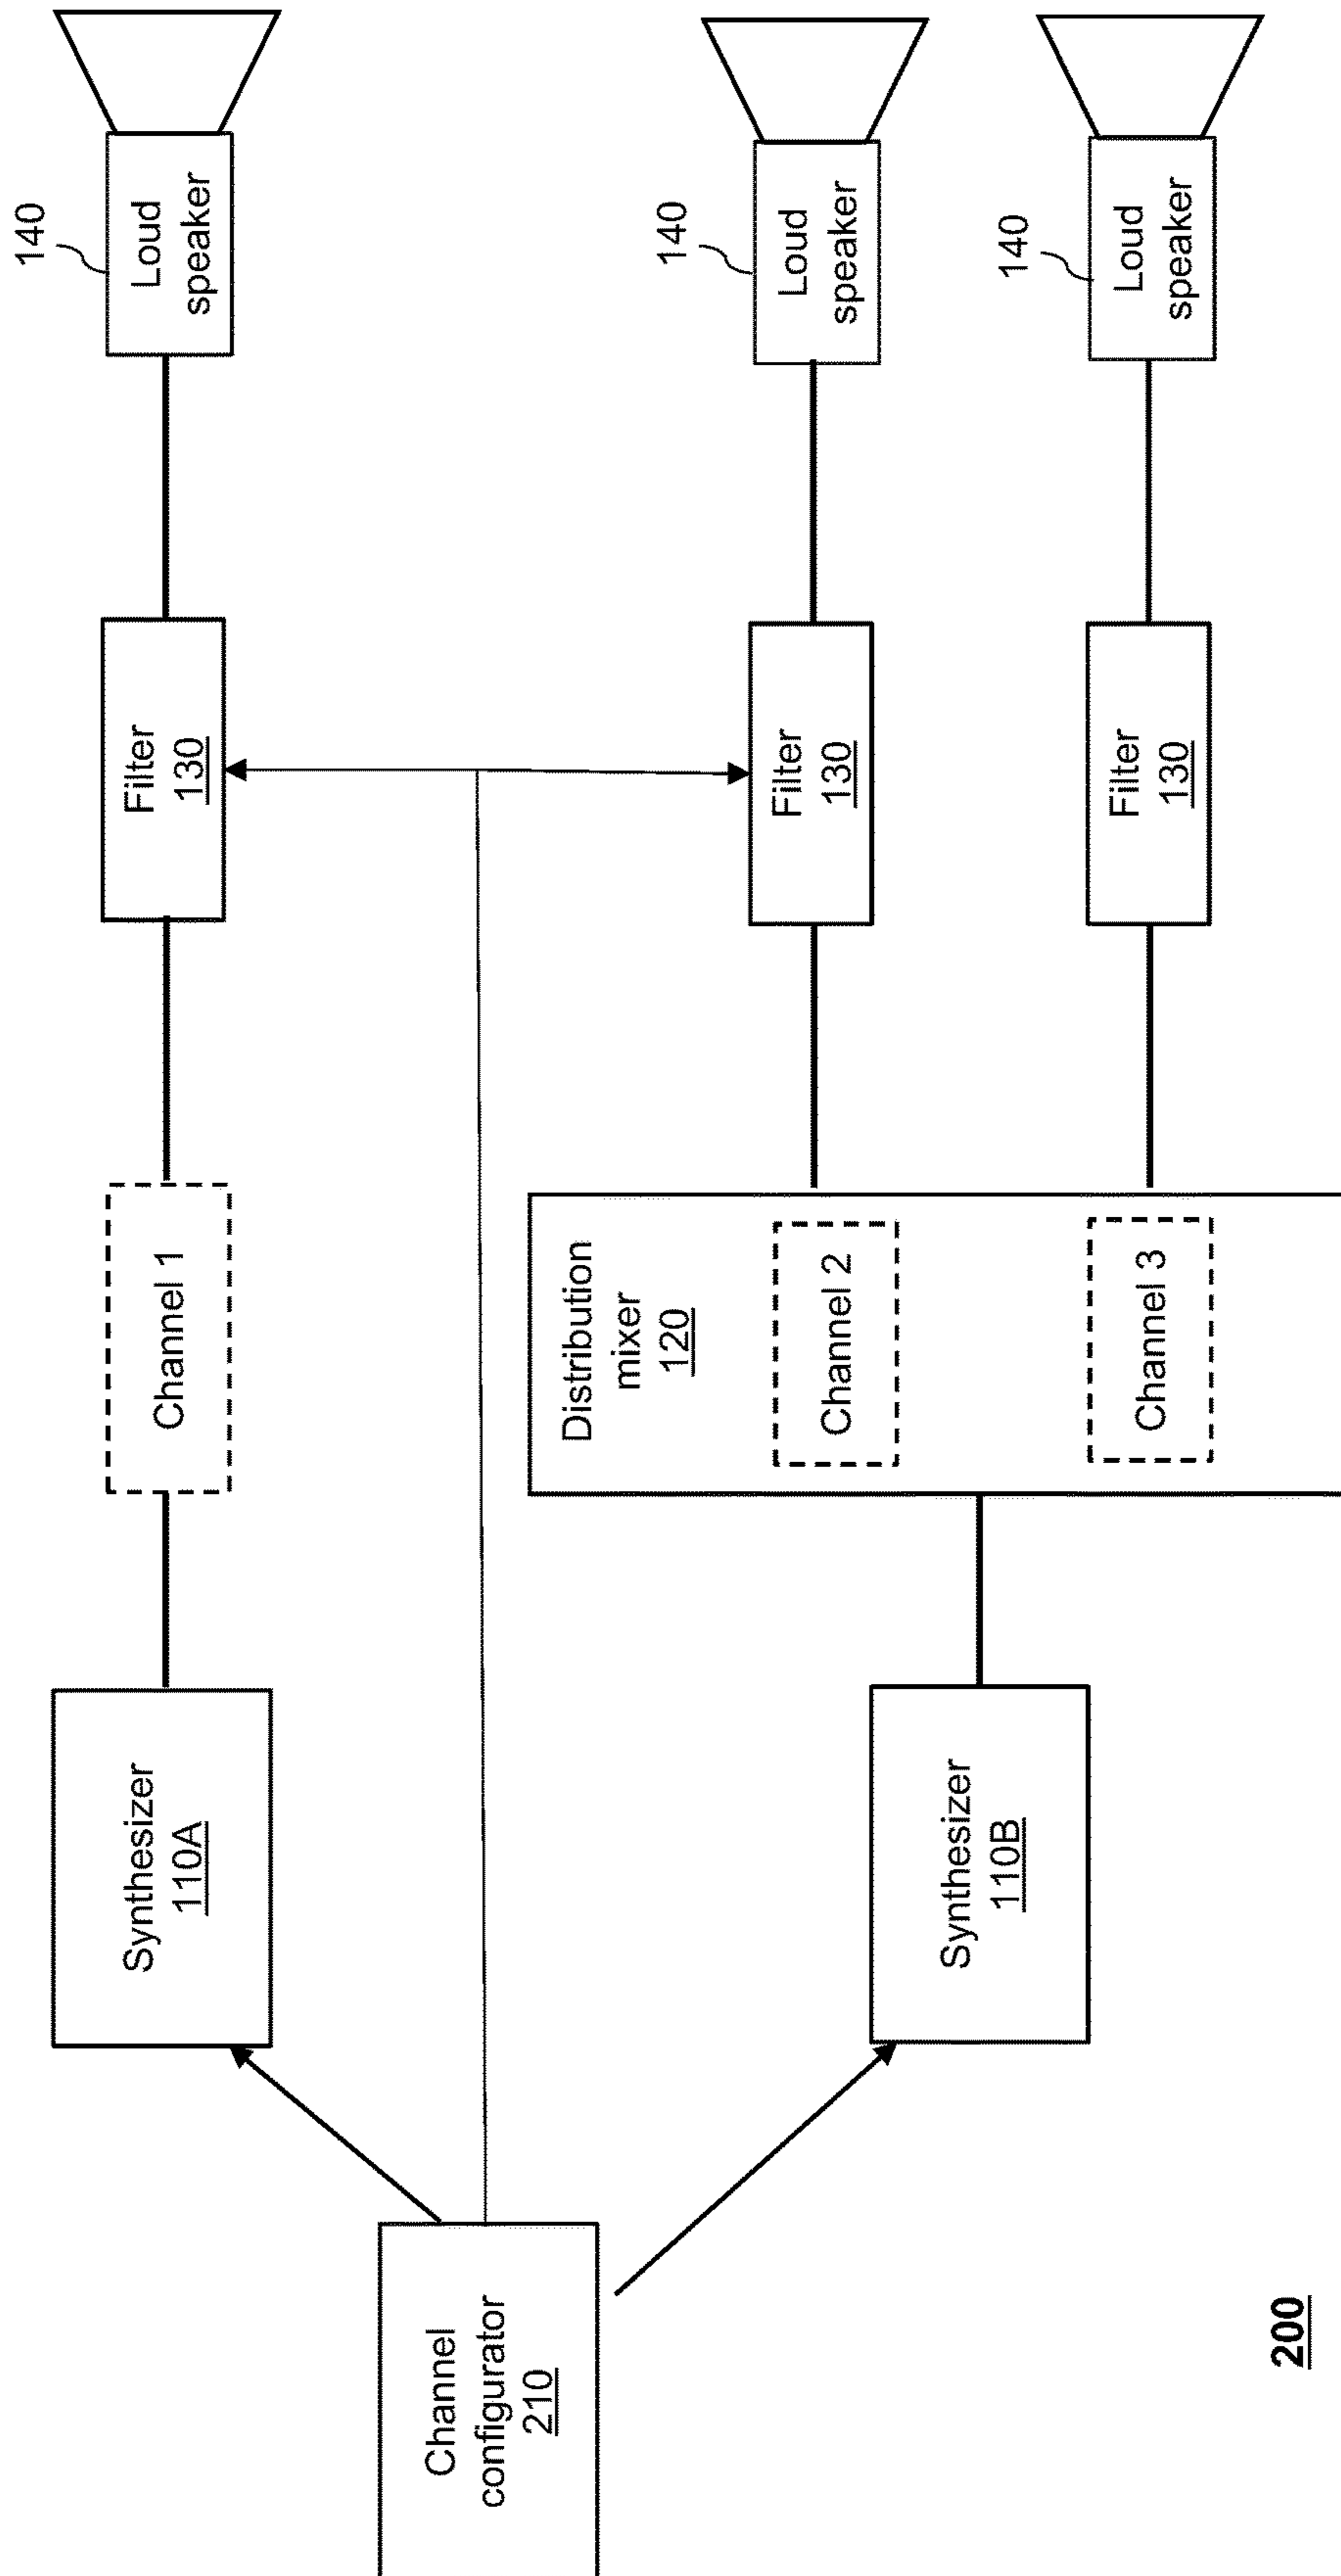 Channel
configurator
210
Synthesizer
110A
Channel 1
Filter
130
140
Loud
speaker
Synthesizer
110B
Distribution
mixer
120
Channel 2
Filter
130
140
Loud
speaker
Channel 3
Filter
130
140
Loud
speaker
200